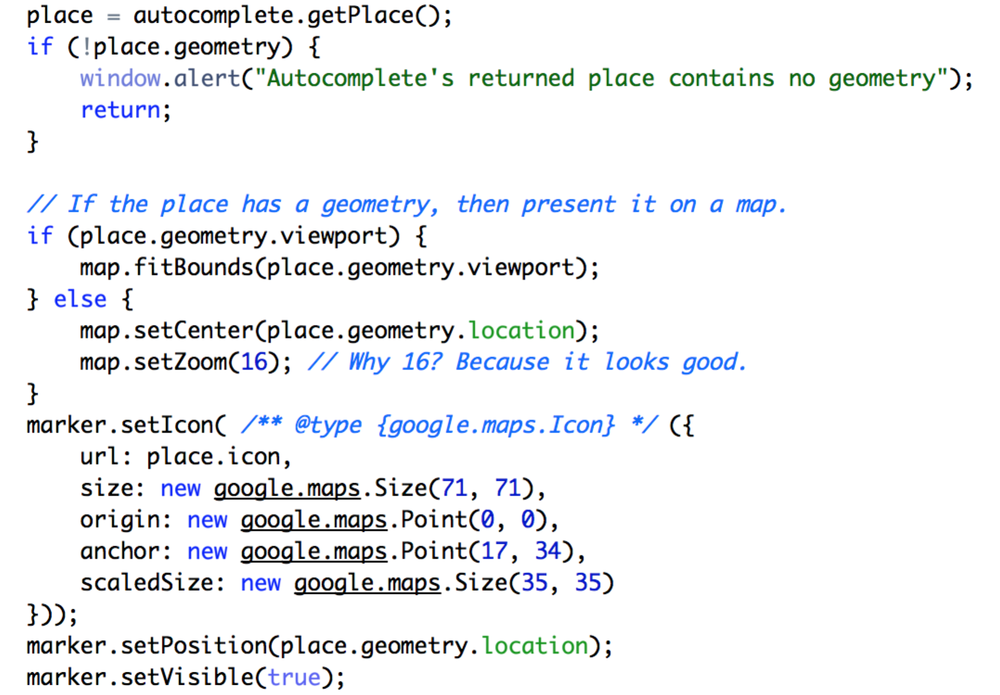 place = autocomplete.getPlace();
if (!place.geometry) {
    window.alert("Autocomplete's returned place contains no geometry");
    return;
}

// If the place has a geometry, then present it on a map.
if (place.geometry.viewport) {
    map.fitBounds(place.geometry.viewport);
} else {
    map.setCenter(place.geometry.location);
    map.setZoom(16); // Why 16? Because it looks good.
}
marker.setIcon( /** @type {google.maps.Icon} */ ({
    url: place.icon,
    size: new google.maps.Size(71, 71),
    origin: new google.maps.Point(0, 0),
    anchor: new google.maps.Point(17, 34),
    scaledSize: new google.maps.Size(35, 35)
}));
marker.setPosition(place.geometry.location);
marker.setVisible(true);